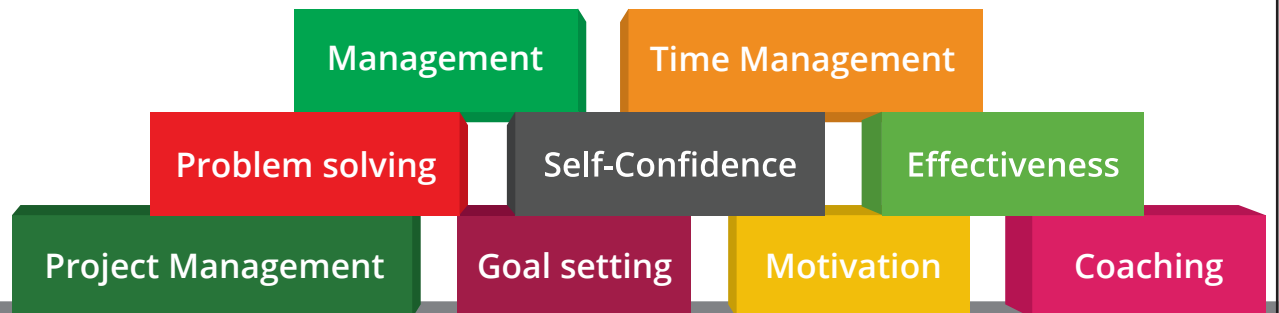 Management
Time Management
Problem solving
Self-Confidence
Effectiveness
Project Management
Goal setting
Motivation
Coaching